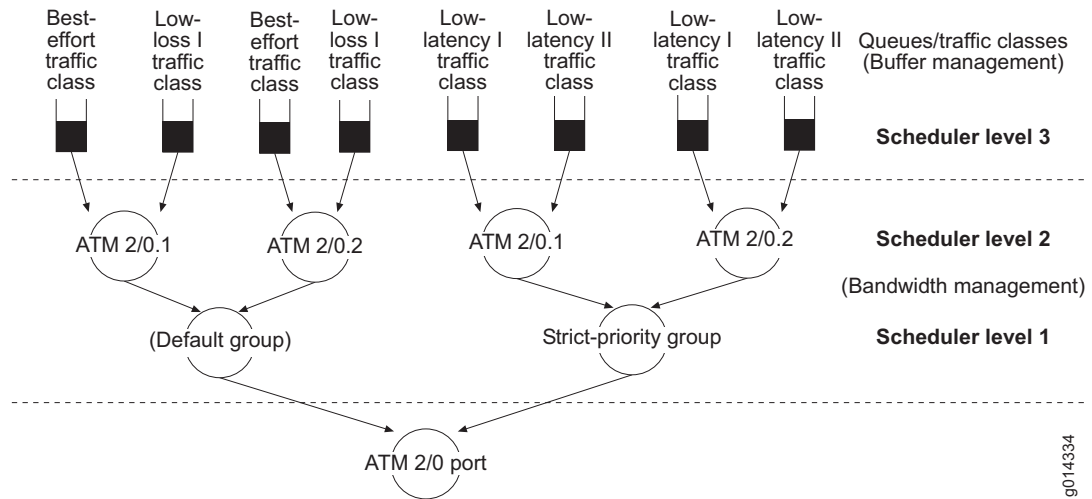 Best-
effort
traffic
class
Low-
loss I
traffic
class
Best-
effort
traffic
class
Low-
loss I
traffic
class
Low-
latency I
traffic
class
Low-
latency II
traffic
class
Low-
latency I
traffic
class
Low-
latency II
traffic
class
Queues/traffic classes
(Buffer management)
Scheduler level 3
ATM 2/0.1
ATM 2/0.2
ATM 2/0.1
ATM 2/0.2
Scheduler level 2
(Bandwidth management)
(Default group)
Strict-priority group
Scheduler level 1
ATM 2/0 port
g014334